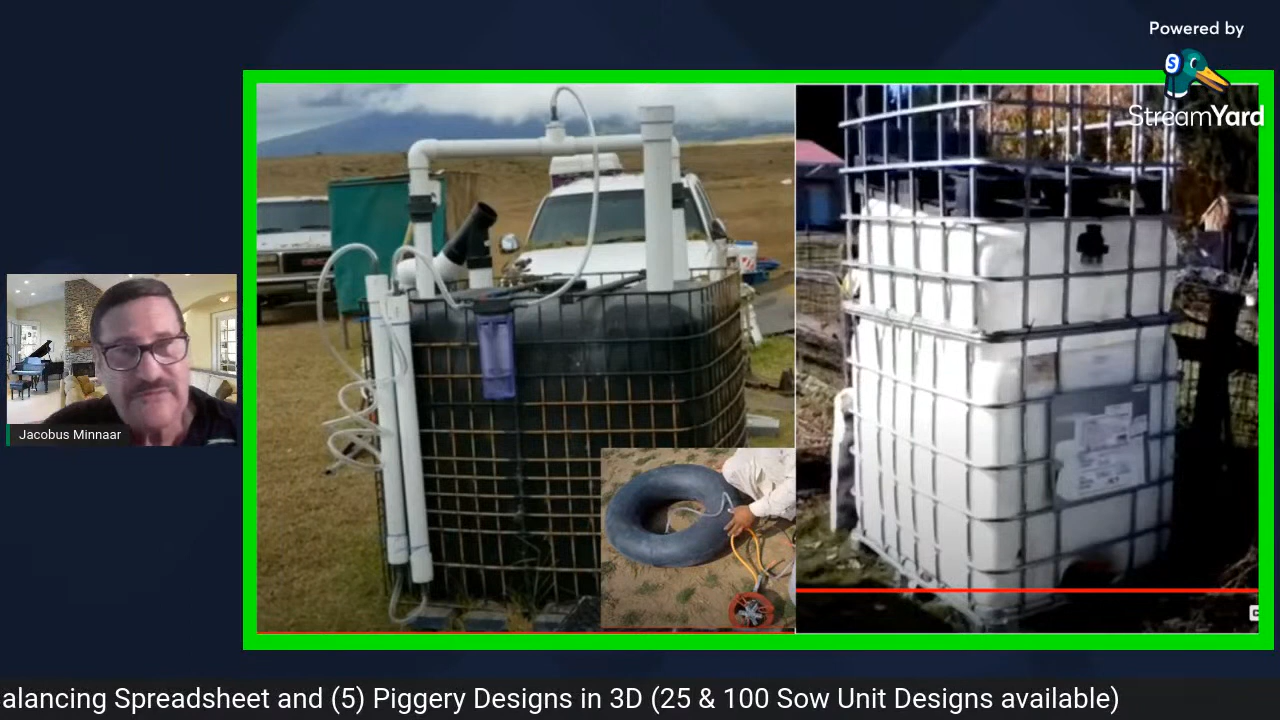 Powered by
S
StreamYard
Jacobus Minnaar
alancing Spreadsheet and (5) Piggery Designs in 3D (25 & 100 Sow Unit Designs available)